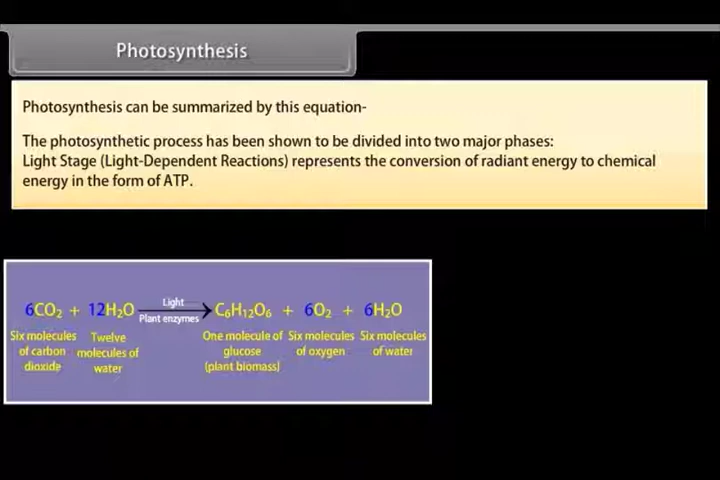 Photosynthesis
Photosynthesis can be summarized by this equation-
The photosynthetic process has been shown to be divided into two major phases:
Light Stage (Light-Dependent Reactions) represents the conversion of radiant energy to chemical
energy in the form of ATP.
6CO₂ + 12H₂O Light Plant enzymes → C₆H₁₂O₆ + 6O₂ + 6H₂O
Six molecules of carbon dioxide
Twelve molecules of water
One molecule of glucose (plant biomass)
Six molecules of oxygen
Six molecules of water